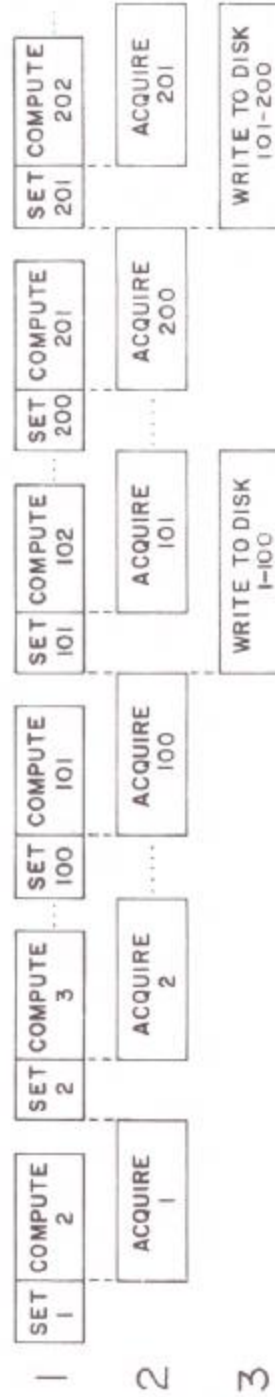 1
SET
1
COMPUTE
2
SET
2
COMPUTE
3
SET
100
COMPUTE
101
SET
101
COMPUTE
102
SET
200
COMPUTE
201
SET
201
COMPUTE
202
2
ACQUIRE
1
ACQUIRE
2
ACQUIRE
100
ACQUIRE
101
ACQUIRE
200
ACQUIRE
201
3
WRITE TO DISK
1-100
WRITE TO DISK
101-200